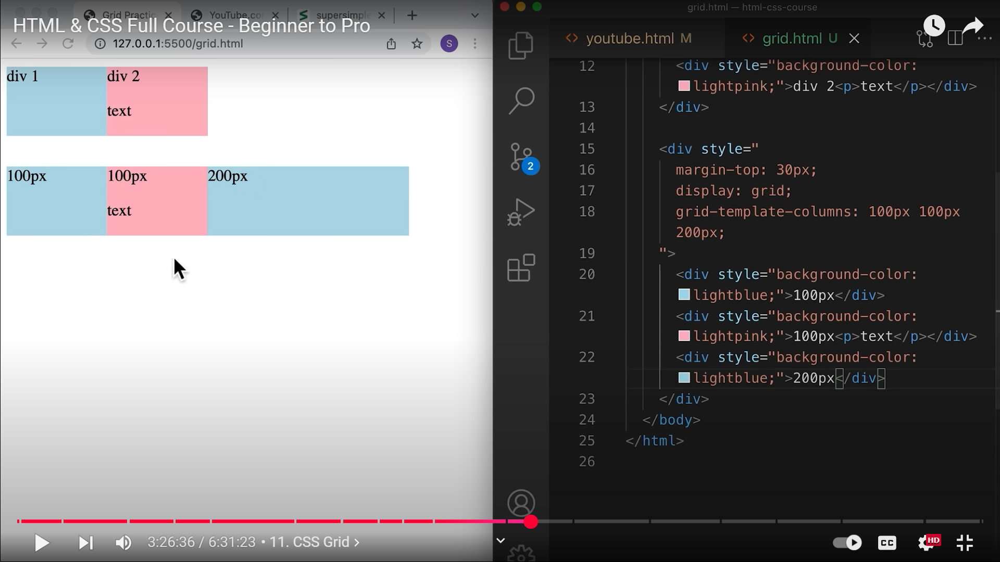 Grid Practic
YouTube.co
supersimple
HTML & CSS Full Course - Beginner to Pro
127.0.0.1:5500/grid.html
S
div 1
div 2
text
100px
100px
200px
text
grid.html — html-css-course
youtube.html M
grid.html U
2
12 <div style="background-color:
lightpink;">div 2<p>text</p></div>
13 </div>
14
15 <div style="
16 margin-top: 30px;
17 display: grid;
18 grid-template-columns: 100px 100px
200px;
19 ">
20 <div style="background-color:
lightblue;">100px</div>
21 <div style="background-color:
lightpink;">100px<p>text</p></div>
22 <div style="background-color:
lightblue;">200px</div>
23 </div>
24 </body>
25 </html>
26
3:26:36 / 6:31:23 • 11. CSS Grid ›
CC
HD